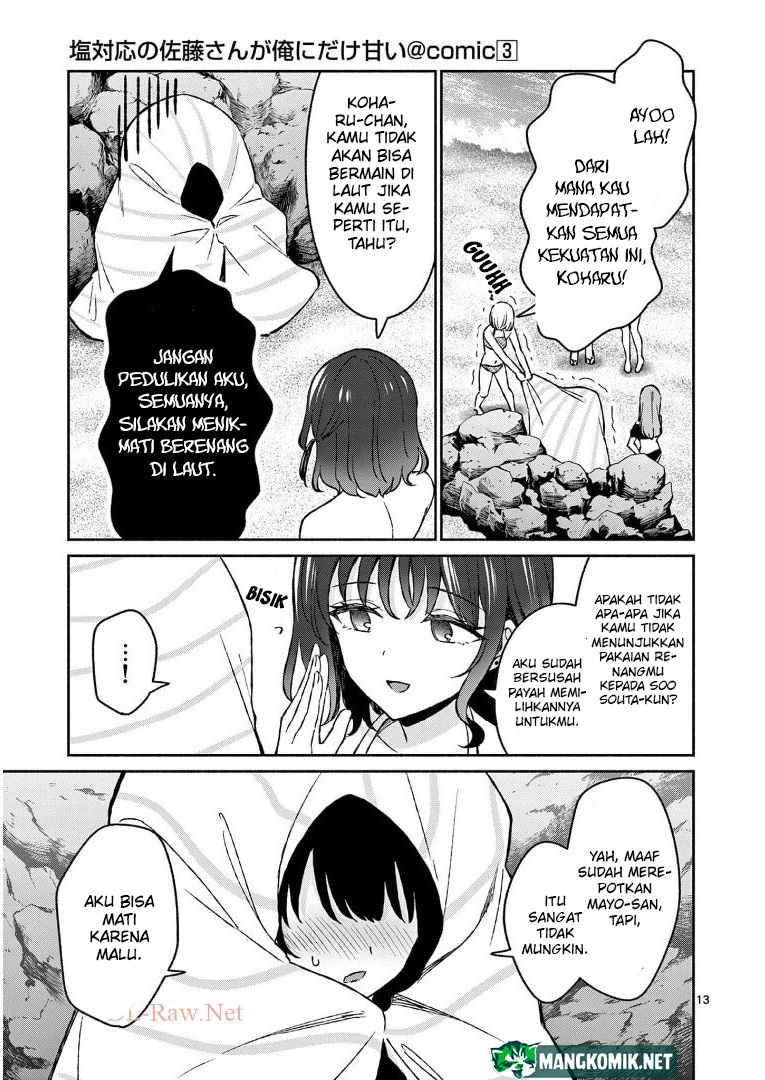 塩対応の佐藤さんが俺にだけ甘い@comic3
AYOO
LAH!
DARI
MANA KAU
MENDAPAT-
KAN SEMUA
KEKUATAN INI,
KOHARU!
GUUHH
KOHA-
RU-CHAN,
KAMU TIDAK
AKAN BISA
BERMAIN DI
LAUT JIKA
KAMU SE-
PERTI ITU,
TAHU?
JANGAN
PEDULIKAN AKU,
SEMUANYA,
SILAKAN MENIK-
MATI BERENANG
DI LAUT.
APAKAH TIDAK
APA-APA JIKA
KAMU TIDAK
MENUNJUKKAN
PAKAIAN RE-
NANGMU
KEPADA SOO
SOUTA-KUN?
AKU SUDAH
BERSUSAH
PAYAH MEMI-
LIHKANNYA
UNTUKMU.
BISIK
...!
YAH, MAAF
SUDAH MERE-
POTKAN
MAYO-SAN,
TAPI,
ITU
SANGAT
TIDAK
MUNGKIN.
AKU BISA
MATI
KARENA
MALU.
13
-Raw.Net
MANGKOMIK.NET